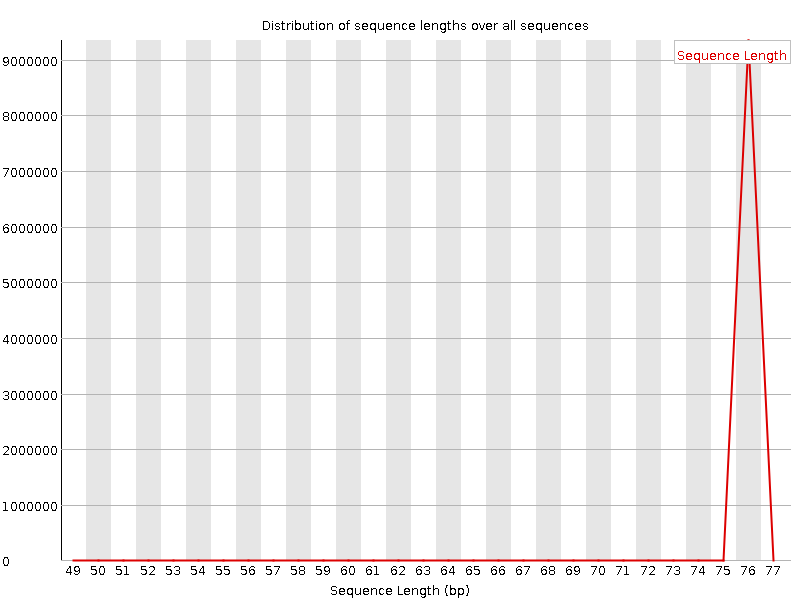 Distribution of sequence lengths over all sequences
Sequence Length
9000000
8000000
7000000
6000000
5000000
4000000
3000000
2000000
1000000
0
49 50 51 52 53 54 55 56 57 58 59 60 61 62 63 64 65 66 67 68 69 70 71 72 73 74 75 76 77
Sequence Length (bp)